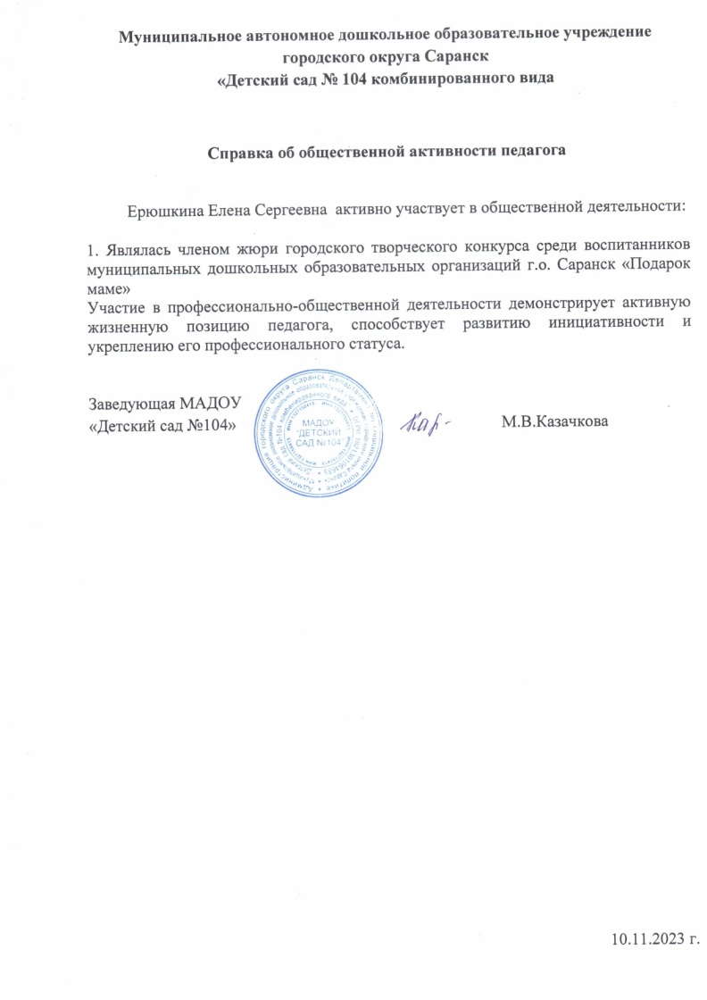 Муниципальное автономное дошкольное образовательное учреждение
городского округа Саранск
«Детский сад № 104 комбинированного вида
Справка об общественной активности педагога
Ерюшкина Елена Сергеевна активно участвует в общественной деятельности:
1. Являлась членом жюри городского творческого конкурса среди воспитанников
муниципальных дошкольных образовательных организаций г.о. Саранск «Подарок
маме»
Участие в профессионально-общественной деятельности демонстрирует активную
жизненную позицию педагога, способствует развитию инициативности и
укреплению его профессионального статуса.
Заведующая МАДОУ
«Детский сад №104»
МАДОУ
"ДЕТСКИЙ
САД №104"
М.В.Казачкова
10.11.2023 г.